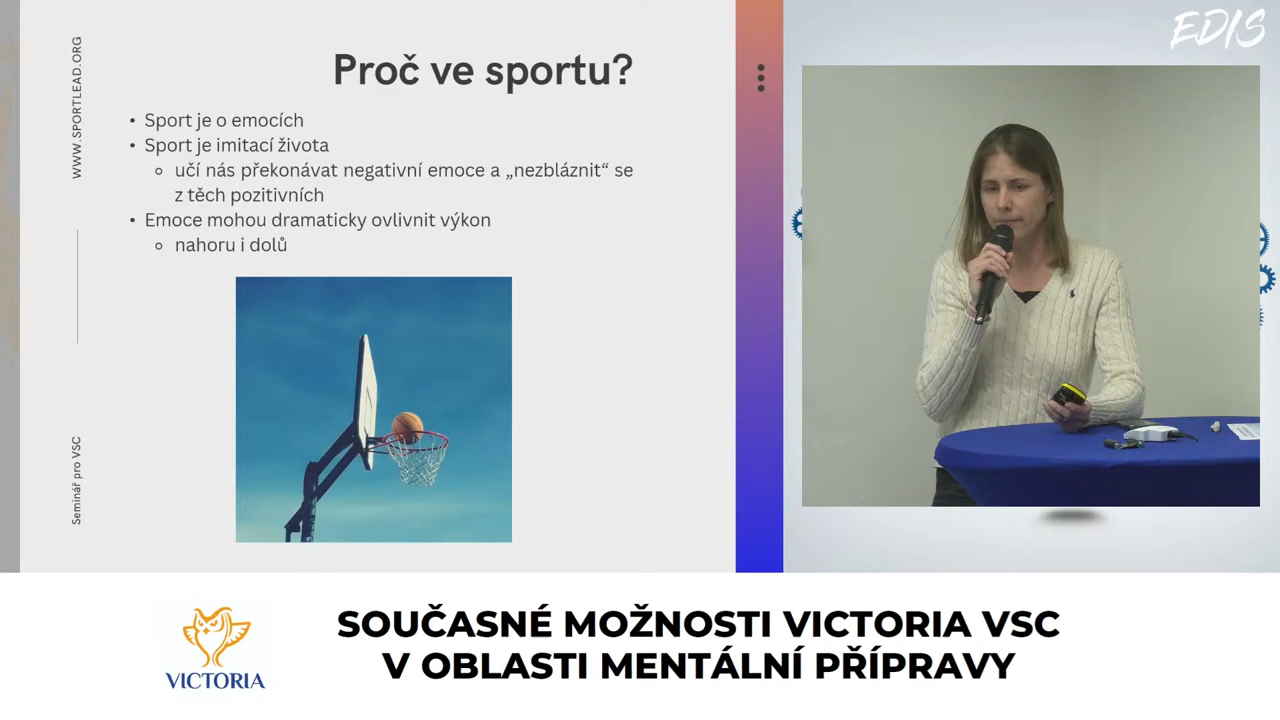 WWW.SPORTLEAD.ORG
Seminář pro VSC
Proč ve sportu?
• Sport je o emocích
• Sport je imitací života
◦ učí nás překonávat negativní emoce a „nezbláznit“ se
z těch pozitivních
• Emoce mohou dramaticky ovlivnit výkon
◦ nahoru i dolů
EDIS
VICTORIA
SOUČASNÉ MOŽNOSTI VICTORIA VSC
V OBLASTI MENTÁLNÍ PŘÍPRAVY